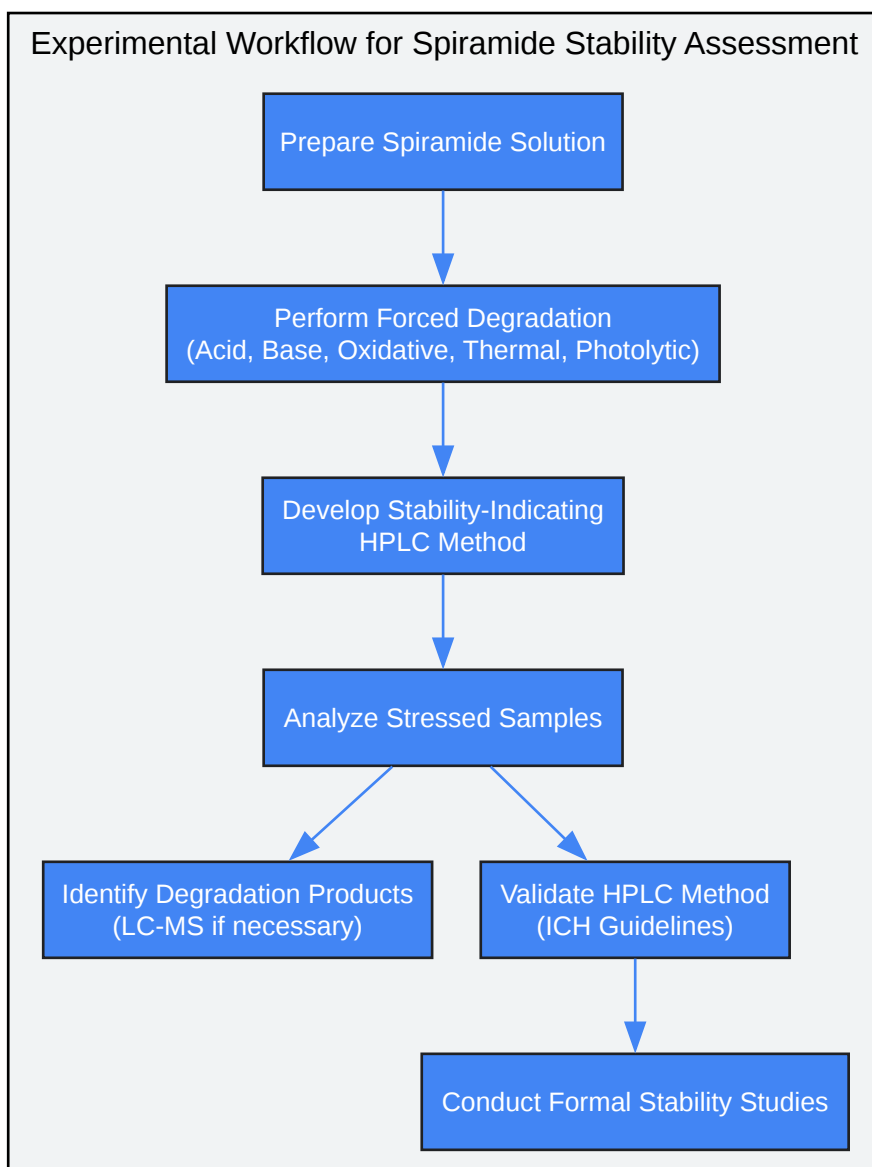 Experimental Workflow for Spiramide Stability Assessment
Prepare Spiramide Solution
Perform Forced Degradation
(Acid, Base, Oxidative, Thermal, Photolytic)
Develop Stability-Indicating
HPLC Method
Analyze Stressed Samples
Identify Degradation Products
(LC-MS if necessary)
Validate HPLC Method
(ICH Guidelines)
Conduct Formal Stability Studies